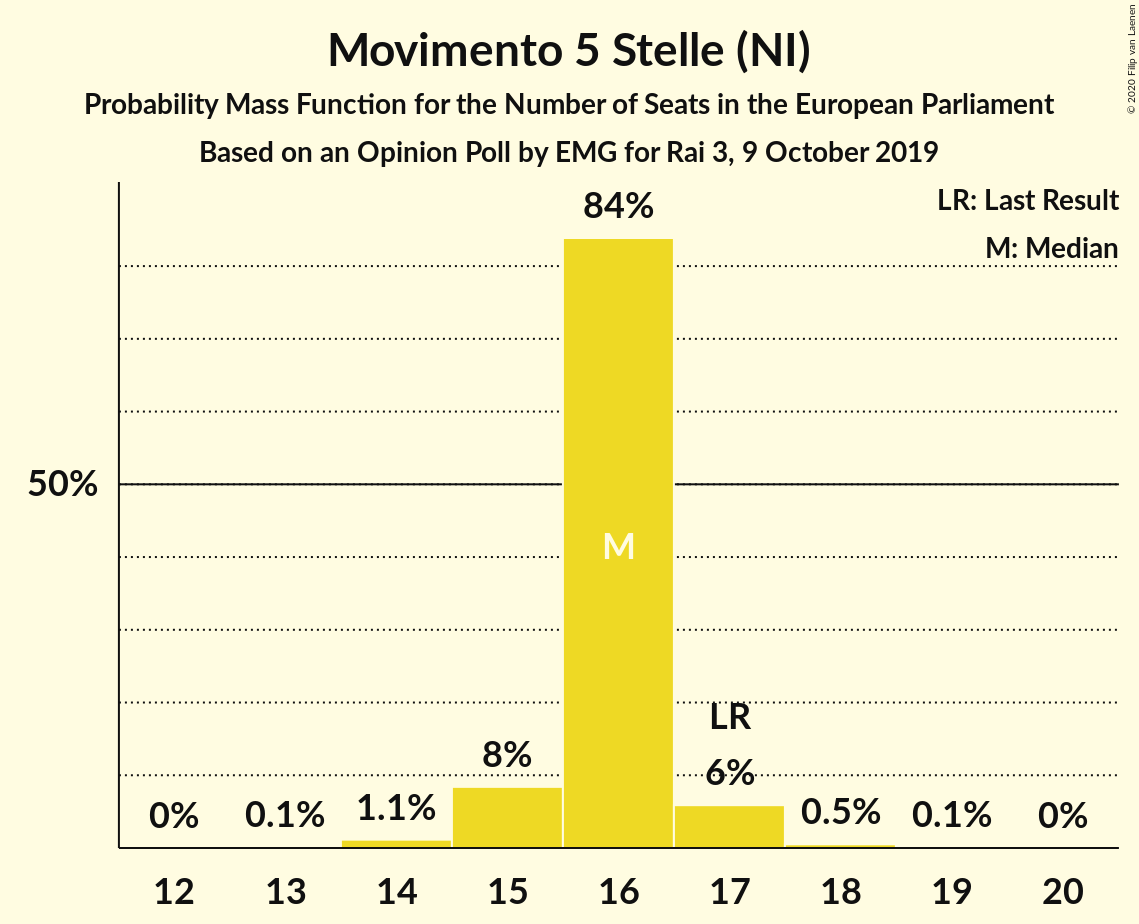 Movimento 5 Stelle (NI)
Probability Mass Function for the Number of Seats in the European Parliament
Based on an Opinion Poll by EMG for Rai 3, 9 October 2019
© 2020 Filip van Laenen
LR: Last Result
M: Median
84%
50%
M
LR
8%
6%
0%
0.1%
1.1%
0.5%
0.1%
0%
12 13 14 15 16 17 18 19 20